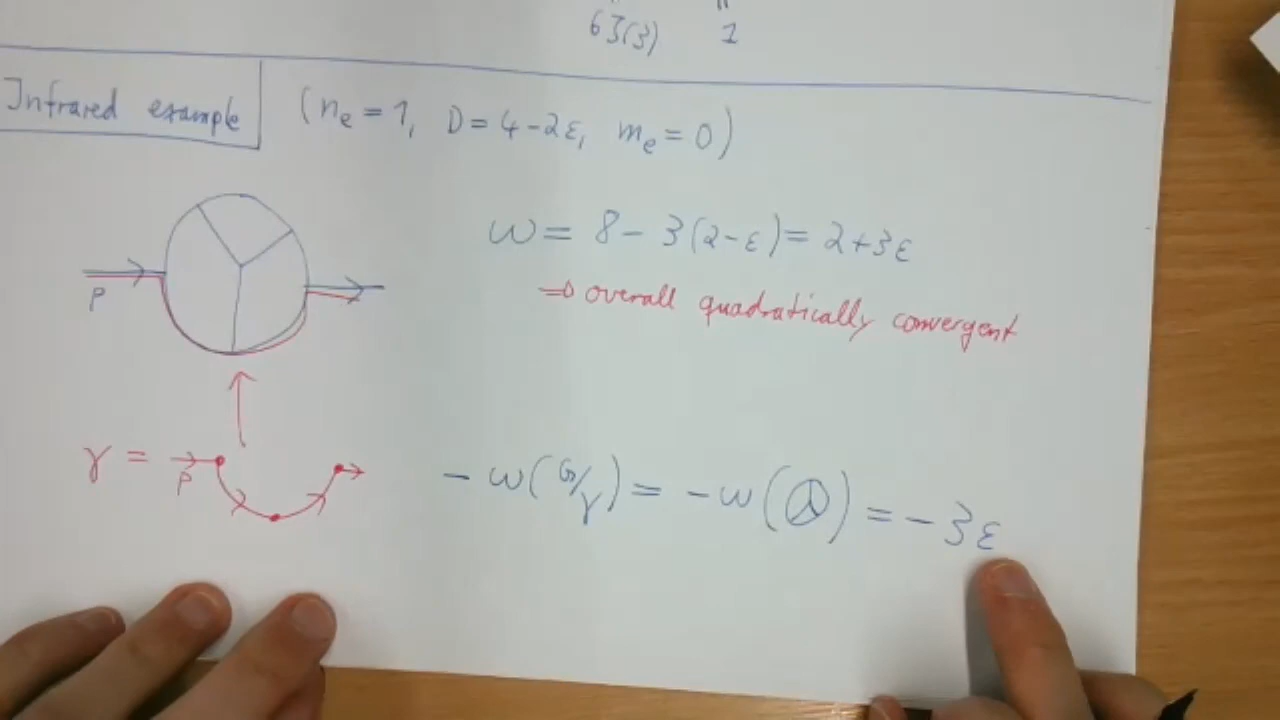 6ζ(3) 1
Infrared example (n_e = 1, D = 4 - 2ε, m_e = 0)
ω = 8 - 3(2-ε) = 2+3ε
P
⇒ overall quadratically convergent
γ = P
- ω(G/γ) = - ω( ) = - 3ε